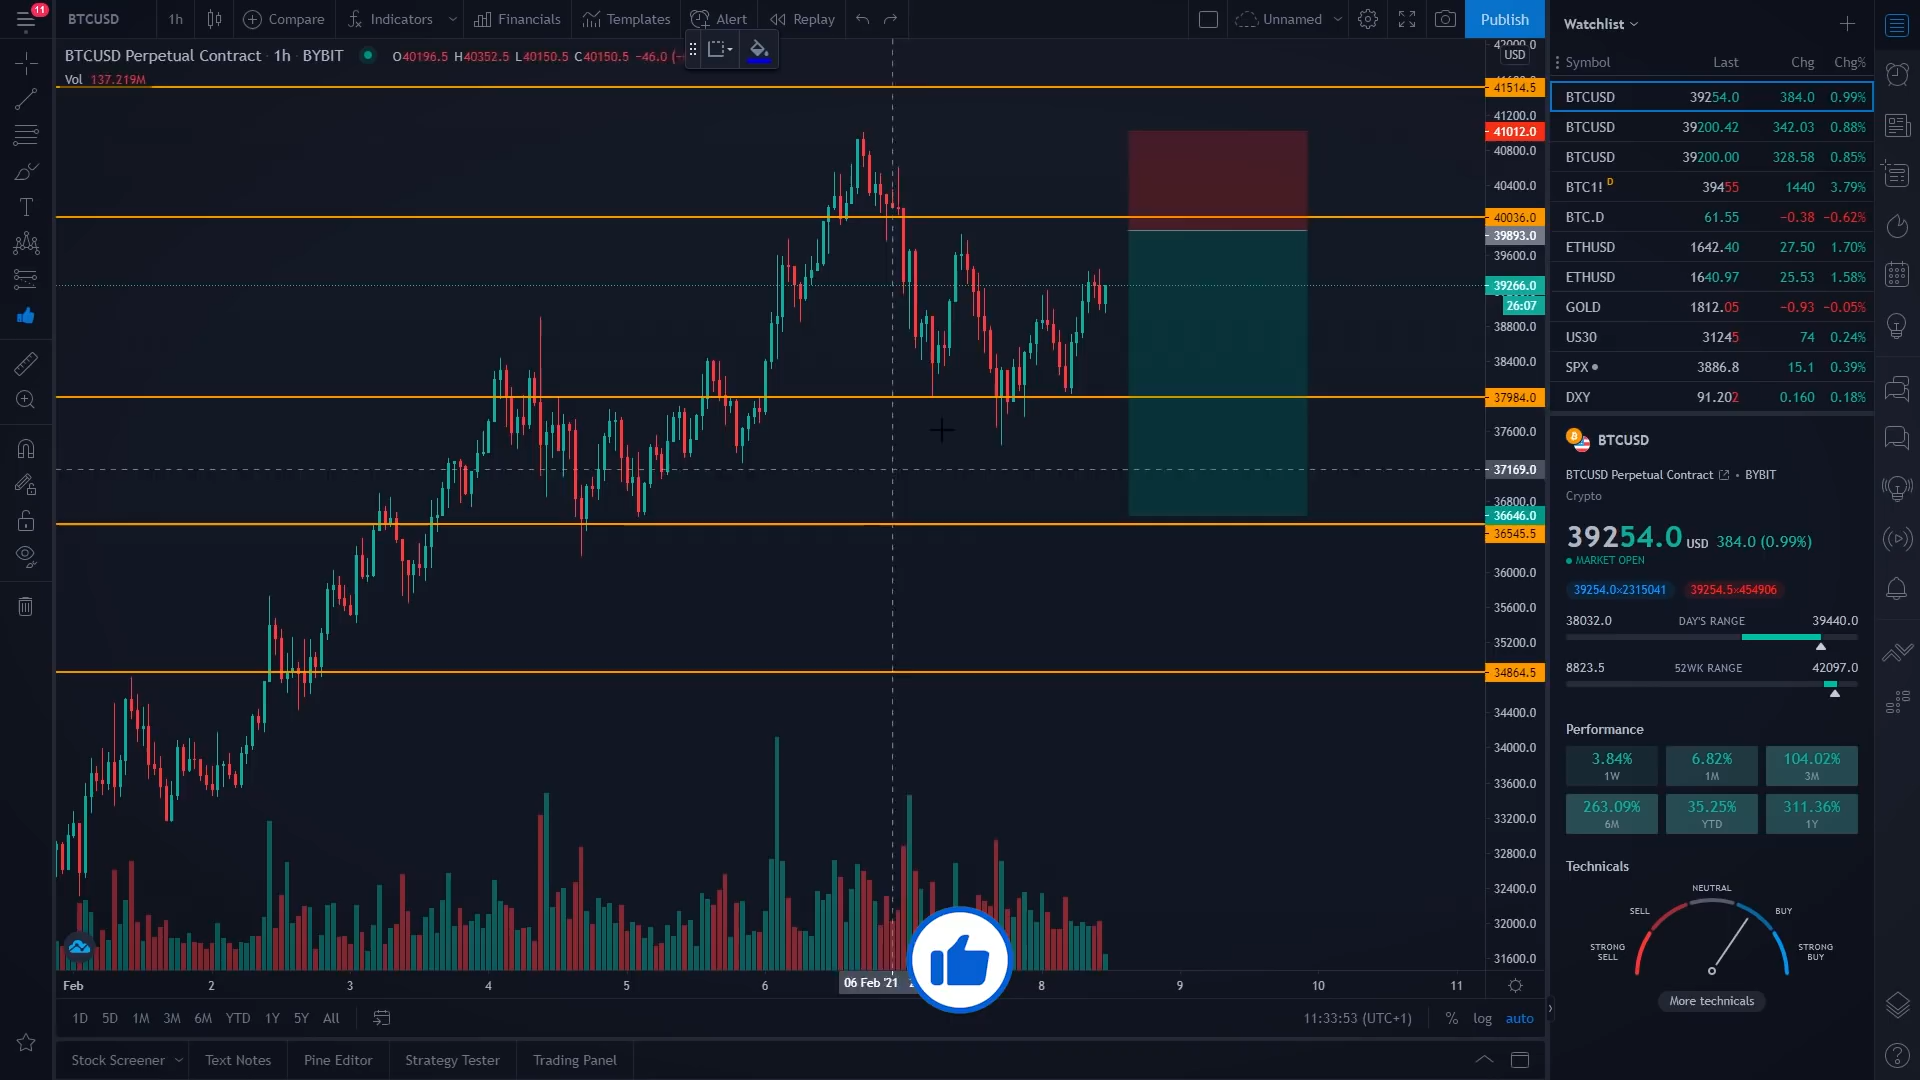 11
BTCUSD 1h Compare Indicators Financials Templates Alert Replay Unnamed Publish
BTCUSD Perpetual Contract · 1h · BYBIT O40196.5 H40352.5 L40150.5 C40150.5 −46.0
Vol 137.219M
42000.0
USD
41514.5
41200.0
41012.0
40800.0
40400.0
40036.0
39893.0
39600.0
39266.0
26:07
38800.0
38400.0
37984.0
37600.0
37169.0
36800.0
36646.0
36545.5
36000.0
35600.0
35200.0
34864.5
34400.0
34000.0
33600.0
33200.0
32800.0
32400.0
32000.0
31600.0
Feb 2 3 4 5 6 06 Feb '21 8 9 10 11
1D 5D 1M 3M 6M YTD 1Y 5Y All 11:33:53 (UTC+1) % log auto
Stock Screener Text Notes Pine Editor Strategy Tester Trading Panel
Watchlist
Symbol Last Chg Chg%
BTCUSD 39254.0 384.0 0.99%
BTCUSD 39200.42 342.03 0.88%
BTCUSD 39200.00 328.58 0.85%
BTC1! D 39455 1440 3.79%
BTC.D 61.55 −0.38 −0.62%
ETHUSD 1642.40 27.50 1.70%
ETHUSD 1640.97 25.53 1.58%
GOLD 1812.05 −0.93 −0.05%
US30 31245 74 0.24%
SPX 3886.8 15.1 0.39%
DXY 91.202 0.160 0.18%
BTCUSD
BTCUSD Perpetual Contract • BYBIT
Crypto
39254.0 USD 384.0 (0.99%)
MARKET OPEN
39254.0×2315041 39254.5×454906
38032.0 DAY'S RANGE 39440.0
8823.5 52WK RANGE 42097.0
Performance
3.84% 6.82% 104.02%
1W 1M 3M
263.09% 35.25% 311.36%
6M YTD 1Y
Technicals
NEUTRAL
SELL BUY
STRONG SELL STRONG BUY
More technicals